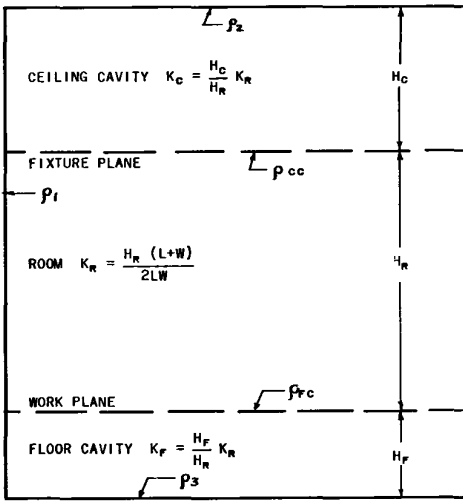 ρ2
CEILING CAVITY K_C = H_C/H_R K_R
H_C
FIXTURE PLANE
ρCC
ρ1
ROOM K_R = H_R (L+W)/2LW
H_R
WORK PLANE
ρFC
FLOOR CAVITY K_F = H_F/H_R K_R
H_F
ρ3